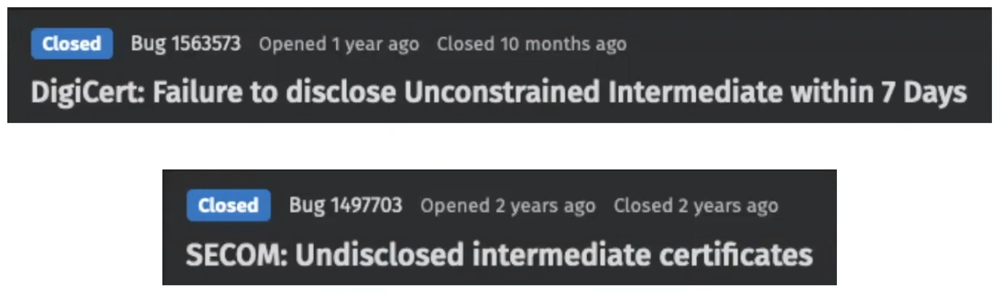 Closed Bug 1563573 Opened 1 year ago Closed 10 months ago
DigiCert: Failure to disclose Unconstrained Intermediate within 7 Days
Closed Bug 1497703 Opened 2 years ago Closed 2 years ago
SECOM: Undisclosed intermediate certificates